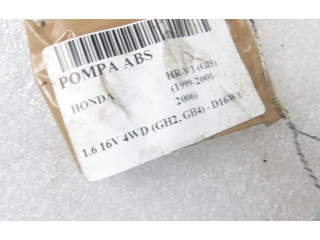 POMPA ABS
HONDA HR-V I (GH)
(1999-2001-
2006)
1.6 16V 4WD (GH2, GH4) - D16W1